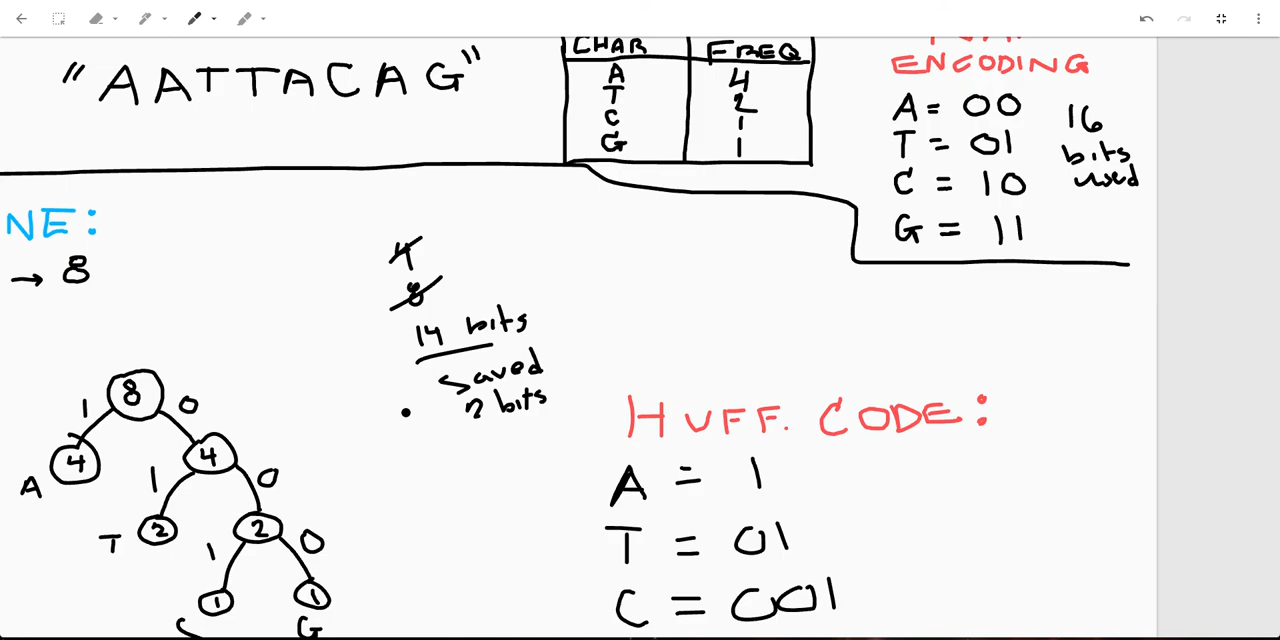 "AATTACAG"
CHAR FREQ
A 4
T 2
C 1
G 1
ENCODING
A = 00
T = 01
C = 10
G = 11
16
bits
used
NE:
→ 8
4
8
14 bits
saved
2 bits
8
1 0
4 4
A
1 0
2 2
T
1 0
1 1
C G
HUFF. CODE:
A = 1
T = 01
C = 001